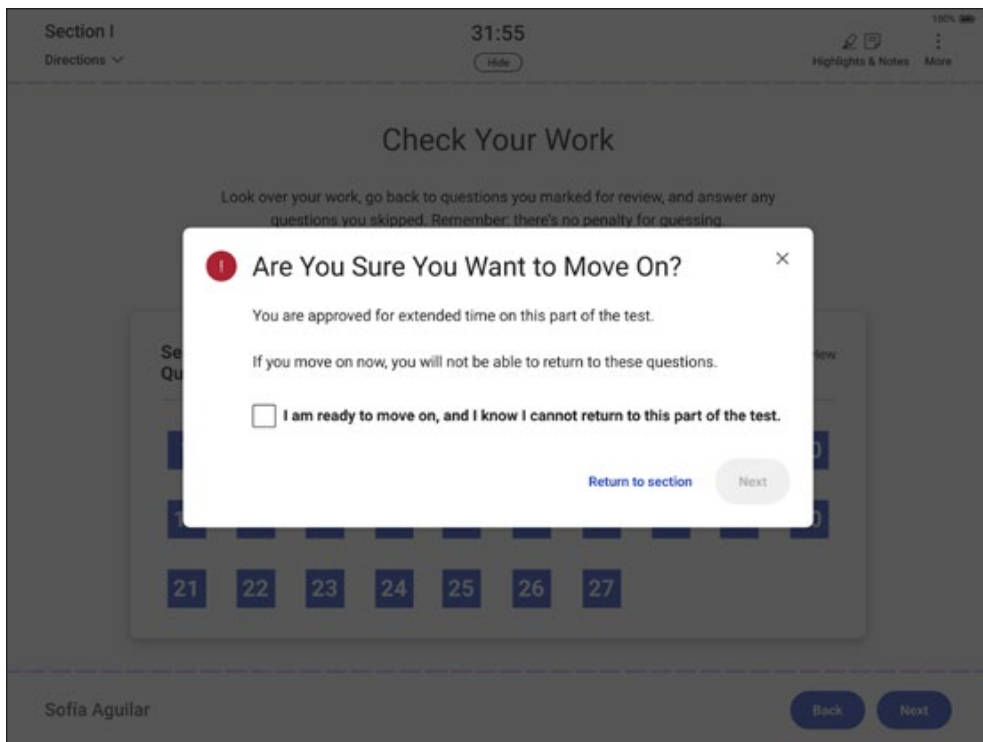 Section I
31:55
100%
Directions
Hide
Highlights & Notes
More
Check Your Work
Look over your work, go back to questions you marked for review, and answer any
questions you skipped. Remember: there's no penalty for guessing.
Are You Sure You Want to Move On?
You are approved for extended time on this part of the test.
If you move on now, you will not be able to return to these questions.
I am ready to move on, and I know I cannot return to this part of the test.
Return to section
Next
21 22 23 24 25 26 27
Sofía Aguilar
Back
Next